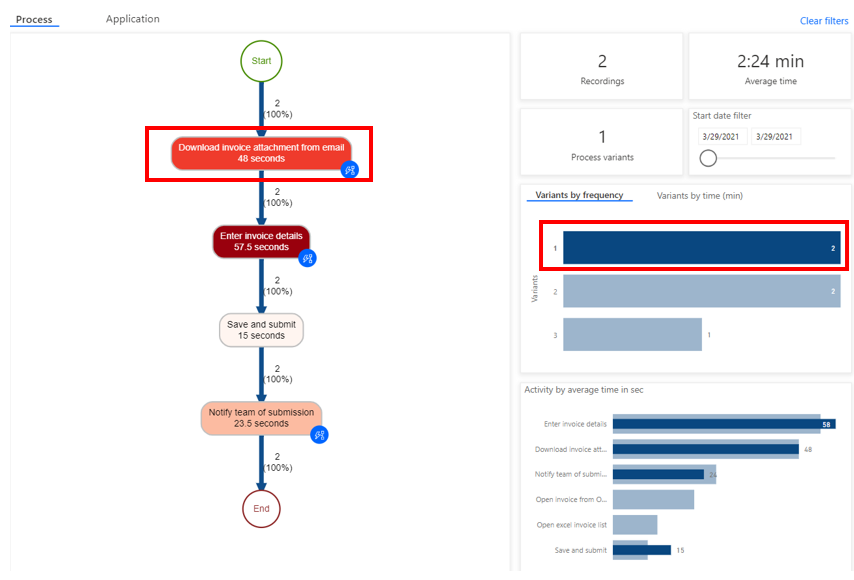 Process
Application
Clear filters
Start
2
(100%)
Download invoice attachment from email
48 seconds
2
(100%)
Enter invoice details
57.5 seconds
2
(100%)
Save and submit
15 seconds
2
(100%)
Notify team of submission
23.5 seconds
2
(100%)
End
2
Recordings
2:24 min
Average time
1
Process variants
Start date filter
3/29/2021
3/29/2021
Variants by frequency
Variants by time (min)
Variants
1
2
2
2
3
1
Activity by average time in sec
Enter invoice details
58
Download invoice att...
48
Notify team of submi...
24
Open invoice from O...
Open excel invoice list
Save and submit
15